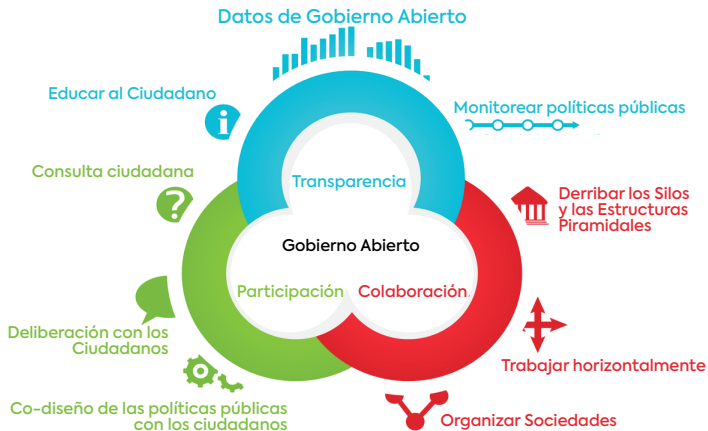 Datos de Gobierno Abierto
Educar al Ciudadano
Monitorear políticas públicas
Consulta ciudadana
Transparencia
Derribar los Silos
y las Estructuras
Piramidales
Gobierno Abierto
Participación
Colaboración
Deliberación con los
Ciudadanos
Trabajar horizontalmente
Co-diseño de las políticas públicas
con los ciudadanos
Organizar Sociedades